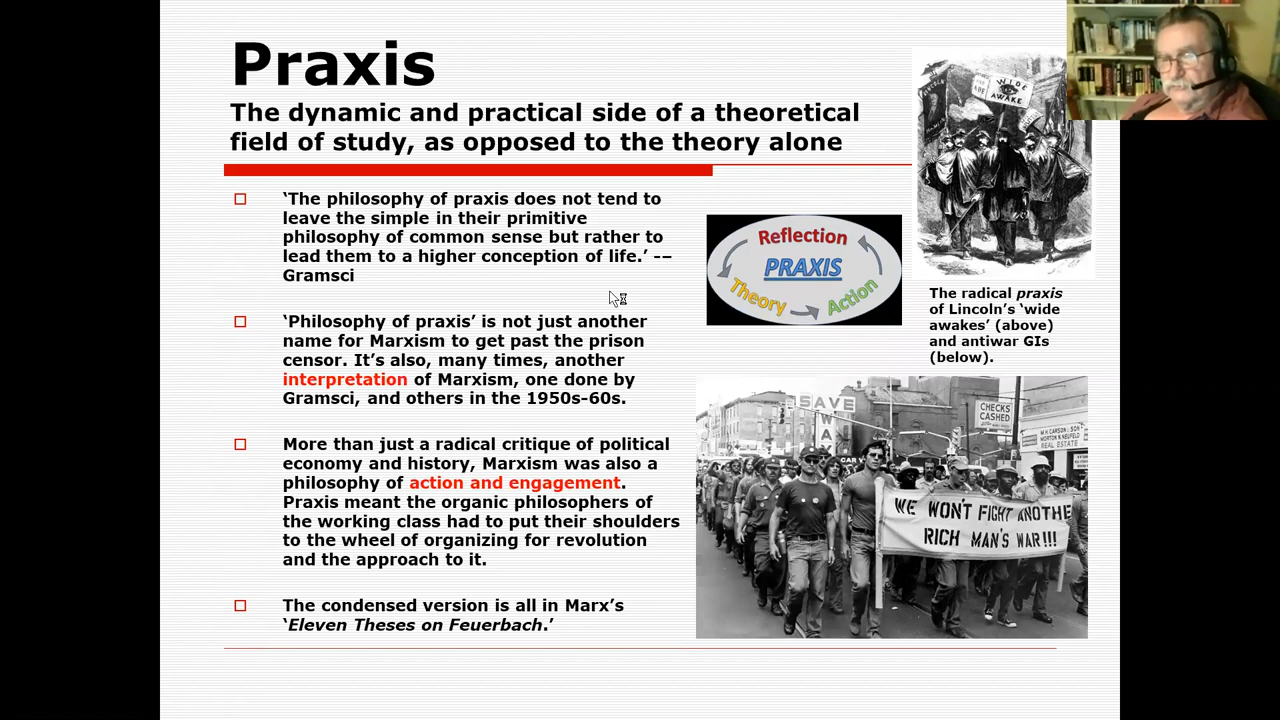 Praxis
The dynamic and practical side of a theoretical
field of study, as opposed to the theory alone
‘The philosophy of praxis does not tend to
leave the simple in their primitive
philosophy of common sense but rather to
lead them to a higher conception of life.’ -–
Gramsci
‘Philosophy of praxis’ is not just another
name for Marxism to get past the prison
censor. It’s also, many times, another
interpretation of Marxism, one done by
Gramsci, and others in the 1950s-60s.
More than just a radical critique of political
economy and history, Marxism was also a
philosophy of action and engagement.
Praxis meant the organic philosophers of
the working class had to put their shoulders
to the wheel of organizing for revolution
and the approach to it.
The condensed version is all in Marx’s
‘Eleven Theses on Feuerbach.’
Reflection
PRAXIS
Theory
Action
WIDE
AWAKE
The radical praxis
of Lincoln’s ‘wide
awakes’ (above)
and antiwar GIs
(below).
SAVE
WAY
CHECKS
CASHED
REAL ESTATE
WE WON'T FIGHT ANOTHE
RICH MAN'S WAR!!!